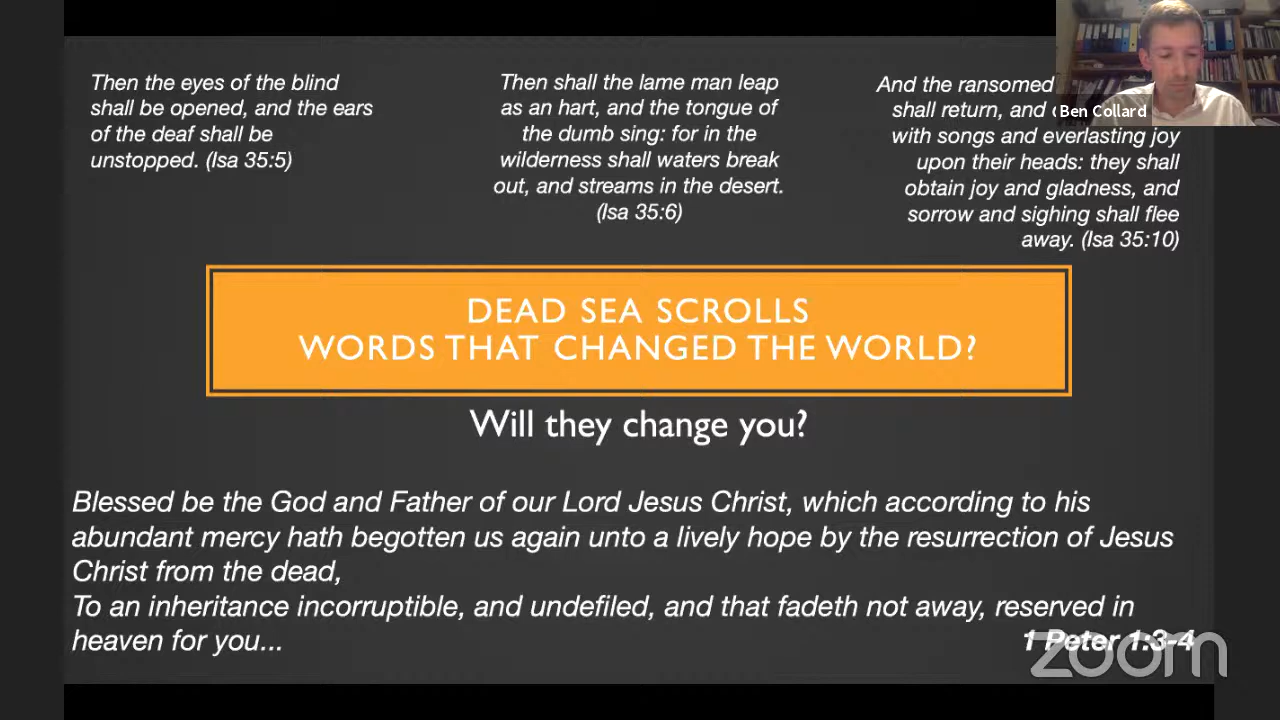 Then the eyes of the blind
shall be opened, and the ears
of the deaf shall be
unstopped. (Isa 35:5)
Then shall the lame man leap
as an hart, and the tongue of
the dumb sing: for in the
wilderness shall waters break
out, and streams in the desert.
(Isa 35:6)
And the ransomed
shall return, and
with songs and everlasting joy
upon their heads: they shall
obtain joy and gladness, and
sorrow and sighing shall flee
away. (Isa 35:10)
Ben Collard
DEAD SEA SCROLLS
WORDS THAT CHANGED THE WORLD?
Will they change you?
Blessed be the God and Father of our Lord Jesus Christ, which according to his
abundant mercy hath begotten us again unto a lively hope by the resurrection of Jesus
Christ from the dead,
To an inheritance incorruptible, and undefiled, and that fadeth not away, reserved in
heaven for you...
1 Peter 1:3-4
zoom